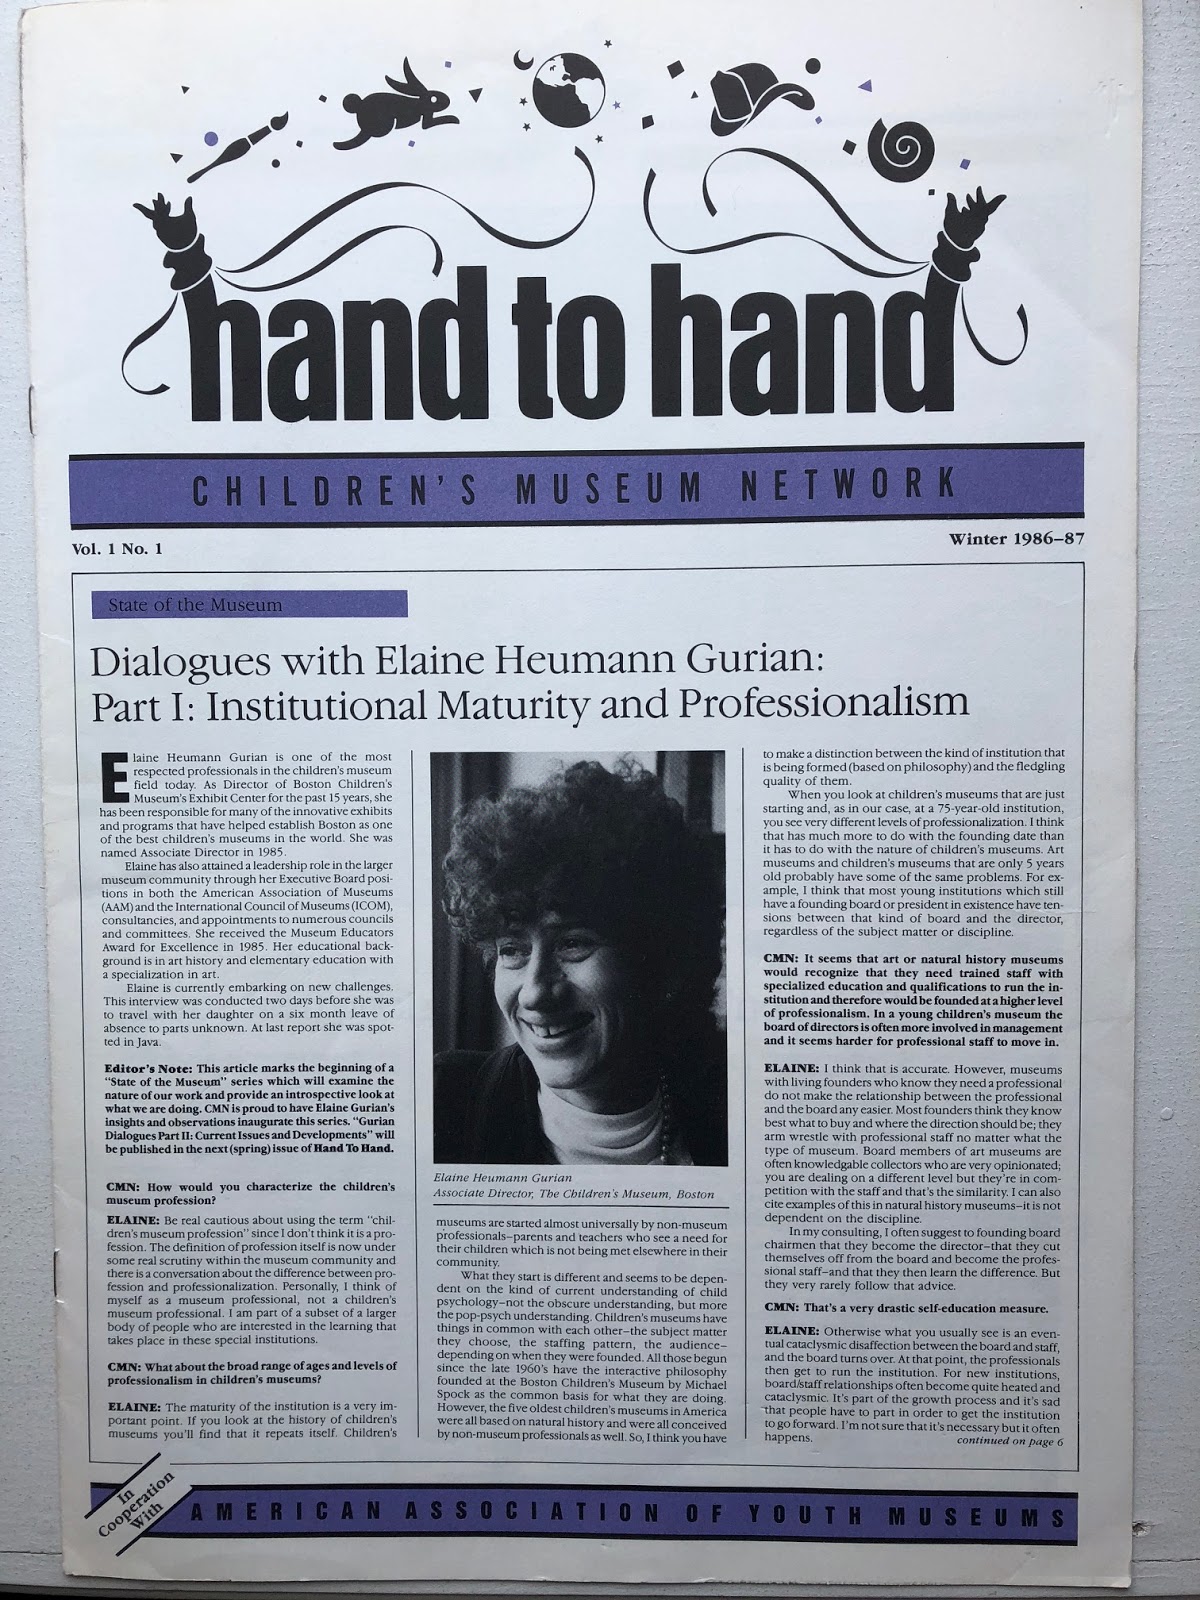 hand to hand
CHILDREN'S MUSEUM NETWORK
Vol. 1 No. 1
Winter 1986–87
State of the Museum
Dialogues with Elaine Heumann Gurian:
Part I: Institutional Maturity and Professionalism
Elaine Heumann Gurian is one of the most
respected professionals in the children's museum
field today. As Director of Boston Children's
Museum's Exhibit Center for the past 15 years, she
has been responsible for many of the innovative exhibits
and programs that have helped establish Boston as one
of the best children's museums in the world. She was
named Associate Director in 1985.
Elaine has also attained a leadership role in the larger
museum community through her Executive Board posi-
tions in both the American Association of Museums
(AAM) and the International Council of Museums (ICOM),
consultancies, and appointments to numerous councils
and committees. She received the Museum Educators
Award for Excellence in 1985. Her educational back-
ground is in art history and elementary education with
a specialization in art.
Elaine is currently embarking on new challenges.
This interview was conducted two days before she was
to travel with her daughter on a six month leave of
absence to parts unknown. At last report she was spot-
ted in Java.
Editor's Note: This article marks the beginning of a
"State of the Museum" series which will examine the
nature of our work and provide an introspective look at
what we are doing. CMN is proud to have Elaine Gurian's
insights and observations inaugurate this series. "Gurian
Dialogues Part II: Current Issues and Developments" will
be published in the next (spring) issue of Hand To Hand.
CMN: How would you characterize the children's
museum profession?
ELAINE: Be real cautious about using the term "chil-
dren's museum profession" since I don't think it is a pro-
fession. The definition of profession itself is now under
some real scrutiny within the museum community and
there is a conversation about the difference between pro-
fession and professionalization. Personally, I think of
myself as a museum professional, not a children's
museum professional. I am part of a subset of a larger
body of people who are interested in the learning that
takes place in these special institutions.
CMN: What about the broad range of ages and levels of
professionalism in children's museums?
ELAINE: The maturity of the institution is a very im-
portant point. If you look at the history of children's
museums you'll find that it repeats itself. Children's
Elaine Heumann Gurian
Associate Director, The Children's Museum, Boston
museums are started almost universally by non-museum
professionals–parents and teachers who see a need for
their children which is not being met elsewhere in their
community.
What they start is different and seems to be depen-
dent on the kind of current understanding of child
psychology–not the obscure understanding, but more
the pop-psych understanding. Children's museums have
things in common with each other–the subject matter
they choose, the staffing pattern, the audience–
depending on when they were founded. All those begun
since the late 1960's have the interactive philosophy
founded at the Boston Children's Museum by Michael
Spock as the common basis for what they are doing.
However, the five oldest children's museums in America
were all based on natural history and were all conceived
by non-museum professionals as well. So, I think you have
to make a distinction between the kind of institution that
is being formed (based on philosophy) and the fledgling
quality of them.
When you look at children's museums that are just
starting and, as in our case, at a 75-year-old institution,
you see very different levels of professionalization. I think
that has much more to do with the founding date than
it has to do with the nature of children's museums. Art
museums and children's museums that are only 5 years
old probably have some of the same problems. For ex-
ample, I think that most young institutions which still
have a founding board or president in existence have ten-
sions between that kind of board and the director,
regardless of the subject matter or discipline.
CMN: It seems that art or natural history museums
would recognize that they need trained staff with
specialized education and qualifications to run the in-
stitution and therefore would be founded at a higher level
of professionalism. In a young children's museum the
board of directors is often more involved in management
and it seems harder for professional staff to move in.
ELAINE: I think that is accurate. However, museums
with living founders who know they need a professional
do not make the relationship between the professional
and the board any easier. Most founders think they know
best what to buy and where the direction should be; they
arm wrestle with professional staff no matter what the
type of museum. Board members of art museums are
often knowledgable collectors who are very opinionated;
you are dealing on a different level but they're in com-
petition with the staff and that's the similarity. I can also
cite examples of this in natural history museums–it is not
dependent on the discipline.
In my consulting, I often suggest to founding board
chairmen that they become the director–that they cut
themselves off from the board and become the profes-
sional staff–and that they then learn the difference. But
they very rarely follow that advice.
CMN: That's a very drastic self-education measure.
ELAINE: Otherwise what you usually see is an even-
tual cataclysmic disaffection between the board and staff,
and the board turns over. At that point, the professionals
then get to run the institution. For new institutions,
board/staff relationships often become quite heated and
cataclysmic. It's part of the growth process and it's sad
that people have to part in order to get the institution
to go forward. I'm not sure that it's necessary but it often
happens.
continued on page 6
In
Cooperation
With
AMERICAN ASSOCIATION OF YOUTH MUSEUMS